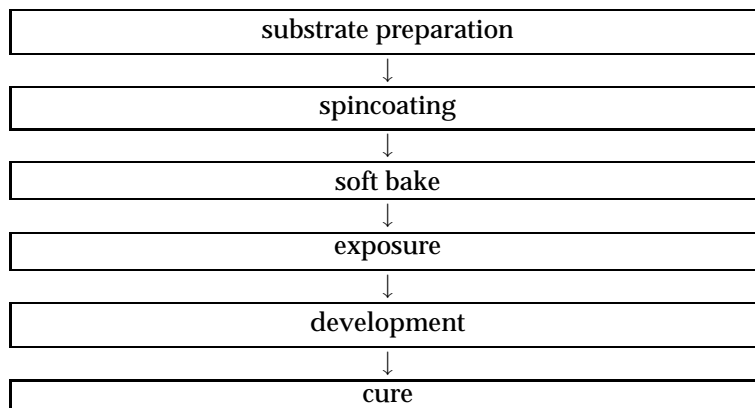 substrate preparation
↓
spincoating
↓
soft bake
↓
exposure
↓
development
↓
cure